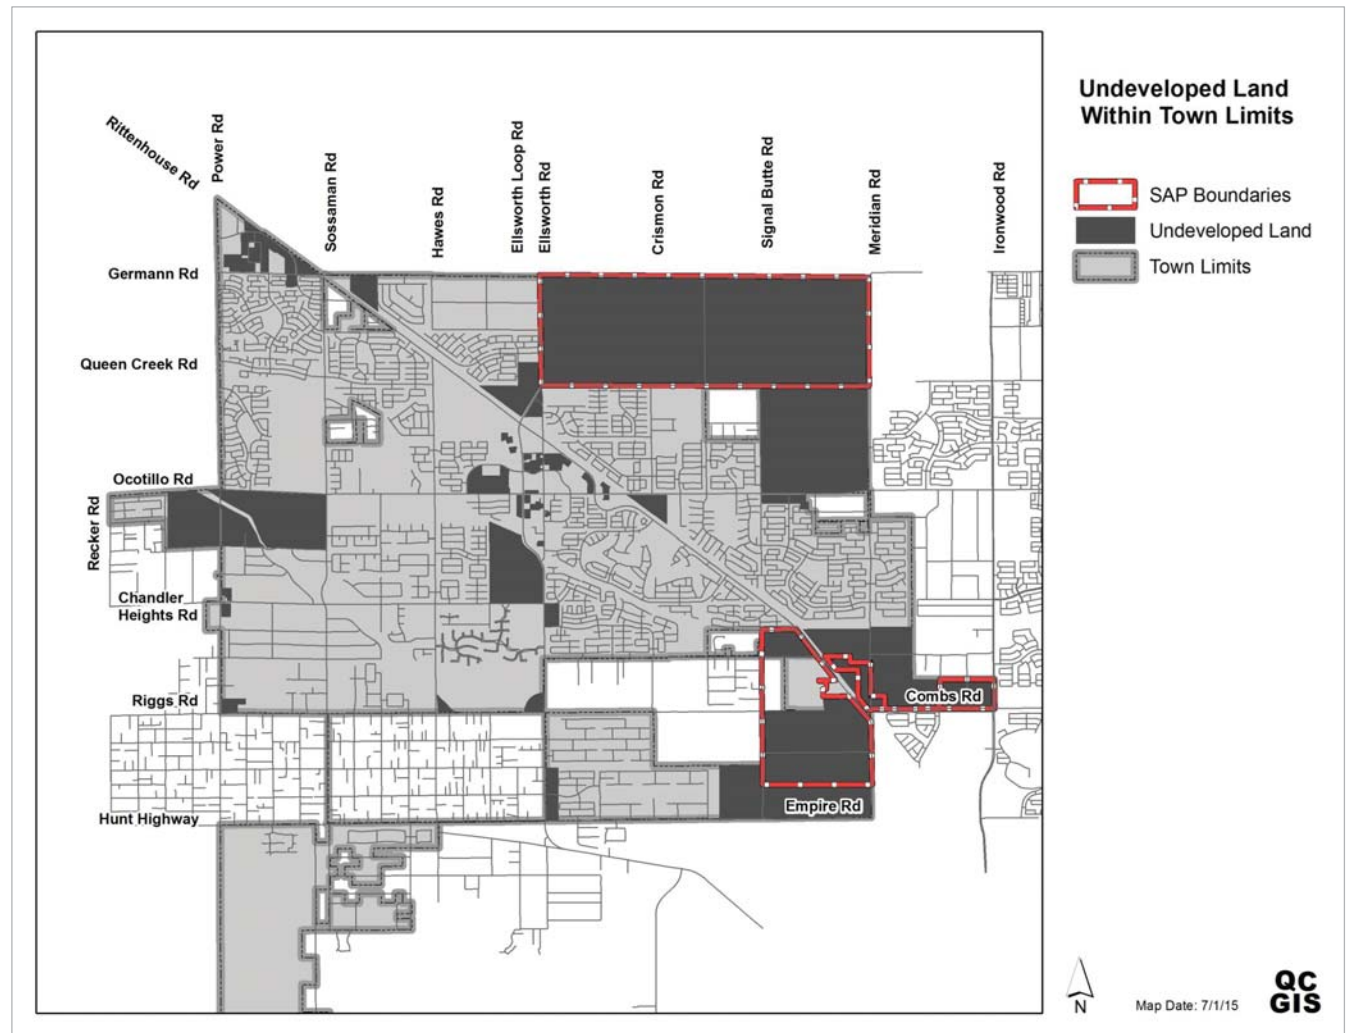 Undeveloped Land
Within Town Limits
SAP Boundaries
Undeveloped Land
Town Limits
Rittenhouse Rd
Power Rd
Sossaman Rd
Hawes Rd
Ellsworth Loop Rd
Ellsworth Rd
Crismon Rd
Signal Butte Rd
Meridian Rd
Ironwood Rd
Germann Rd
Queen Creek Rd
Ocotillo Rd
Recker Rd
Chandler
Heights Rd
Riggs Rd
Combs Rd
Empire Rd
Hunt Highway
N
Map Date: 7/1/15
QC
GIS